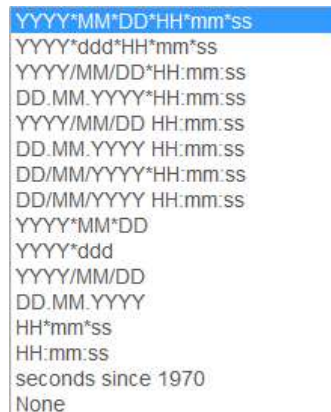 YYYY*MM*DD*HH*mm*ss
YYYY*ddd*HH*mm*ss
YYYY/MM/DD*HH:mm:ss
DD.MM.YYYY*HH:mm:ss
YYYY/MM/DD HH:mm:ss
DD.MM.YYYY HH:mm:ss
DD/MM/YYYY*HH:mm:ss
DD/MM/YYYY HH:mm:ss
YYYY*MM*DD
YYYY*ddd
YYYY/MM/DD
DD.MM.YYYY
HH*mm*ss
HH:mm:ss
seconds since 1970
None